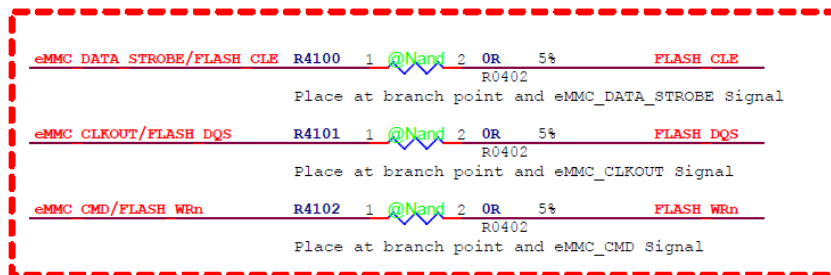 eMMC DATA STROBE/FLASH CLE R4100 1 @Nand 2 0R 5% FLASH CLE
R0402
Place at branch point and eMMC_DATA_STROBE Signal
eMMC CLKOUT/FLASH DQS R4101 1 @Nand 2 0R 5% FLASH DQS
R0402
Place at branch point and eMMC_CLKOUT Signal
eMMC CMD/FLASH WRn R4102 1 @Nand 2 0R 5% FLASH WRn
R0402
Place at branch point and eMMC_CMD Signal